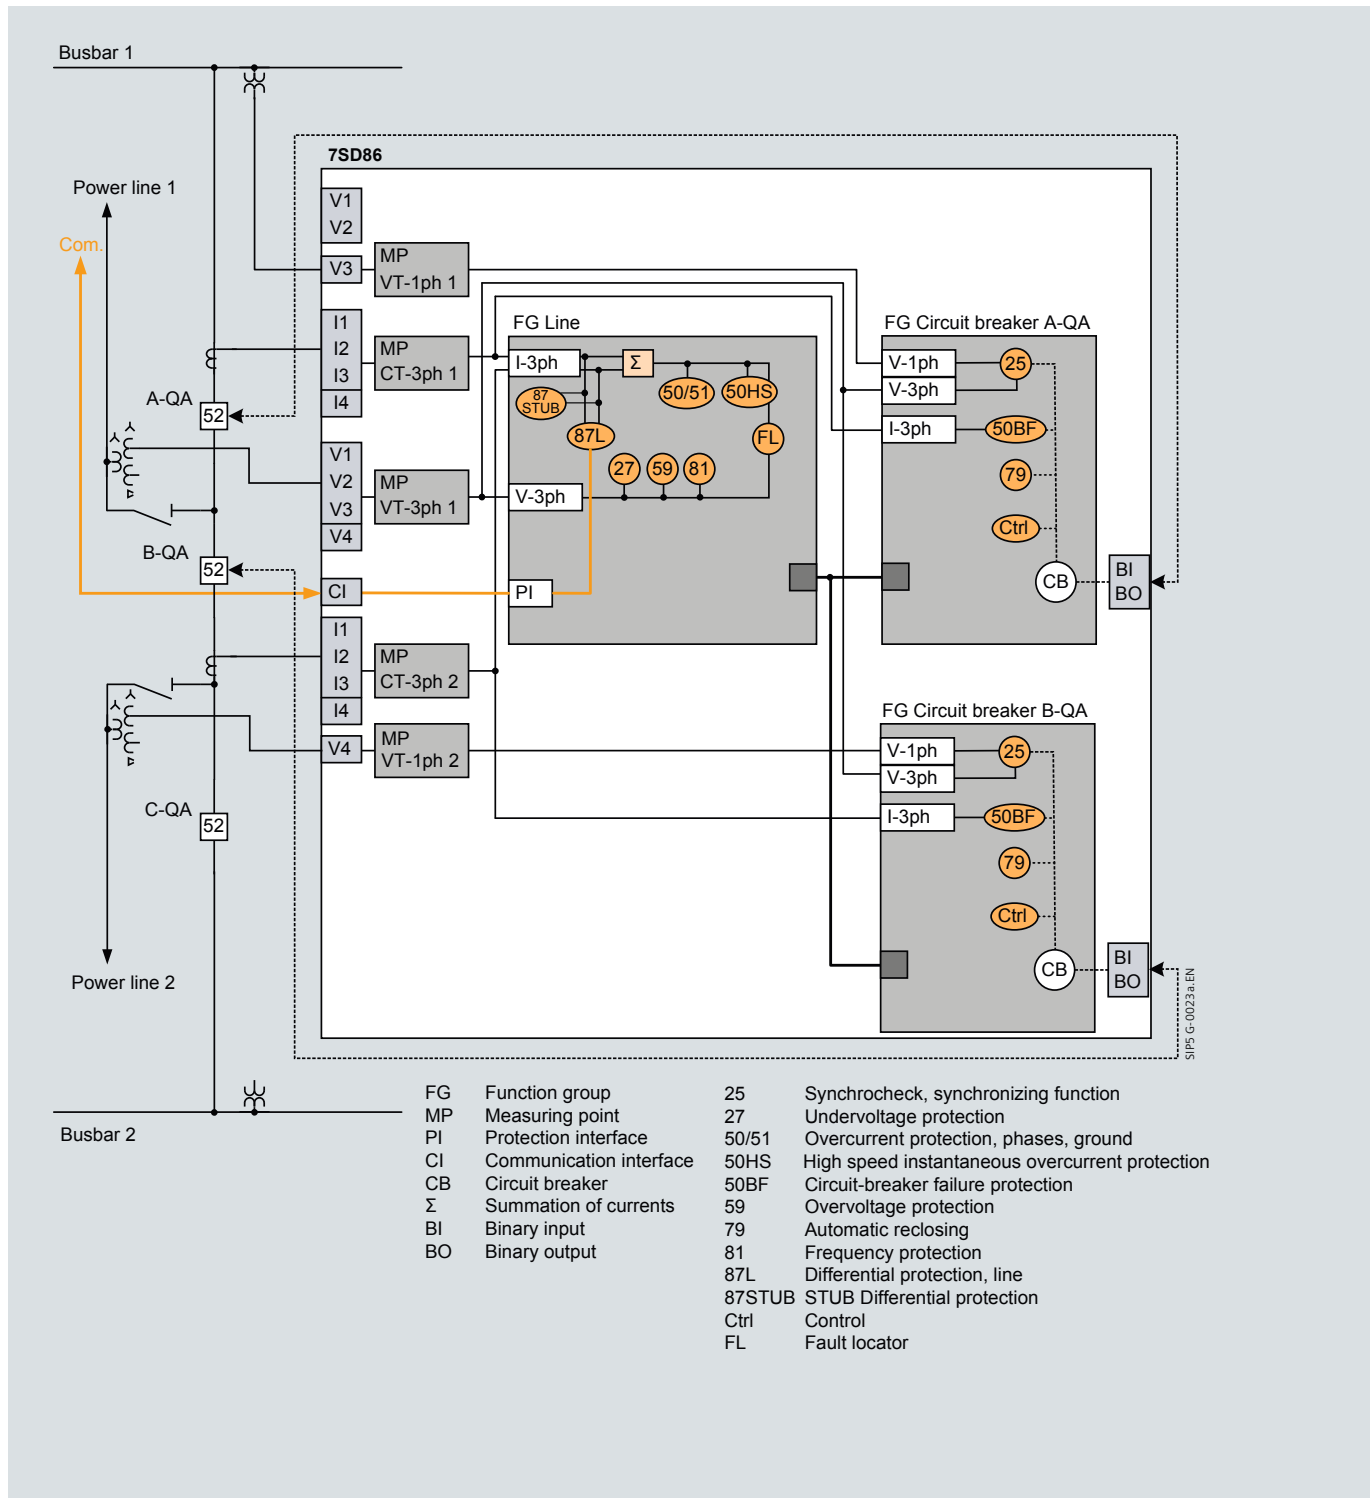 Busbar 1
7SD86
Power line 1
Com.
V1
V2
V3
MP
VT-1ph 1
I1
I2
I3
I4
MP
CT-3ph 1
A-QA
52
V1
V2
V3
V4
MP
VT-3ph 1
B-QA
52
CI
I1
I2
I3
I4
MP
CT-3ph 2
V4
MP
VT-1ph 2
C-QA
52
Power line 2
Busbar 2
FG Line
I-3ph
Σ
87
STUB
87L
50/51
50HS
FL
27
59
81
V-3ph
PI
FG Circuit breaker A-QA
V-1ph
V-3ph
I-3ph
25
50BF
79
Ctrl
CB
BI
BO
FG Circuit breaker B-QA
V-1ph
V-3ph
I-3ph
25
50BF
79
Ctrl
CB
BI
BO
SIP5 G-0023a.EN
FG Function group
MP Measuring point
PI Protection interface
CI Communication interface
CB Circuit breaker
Σ Summation of currents
BI Binary input
BO Binary output
25 Synchrocheck, synchronizing function
27 Undervoltage protection
50/51 Overcurrent protection, phases, ground
50HS High speed instantaneous overcurrent protection
50BF Circuit-breaker failure protection
59 Overvoltage protection
79 Automatic reclosing
81 Frequency protection
87L Differential protection, line
87STUB STUB Differential protection
Ctrl Control
FL Fault locator